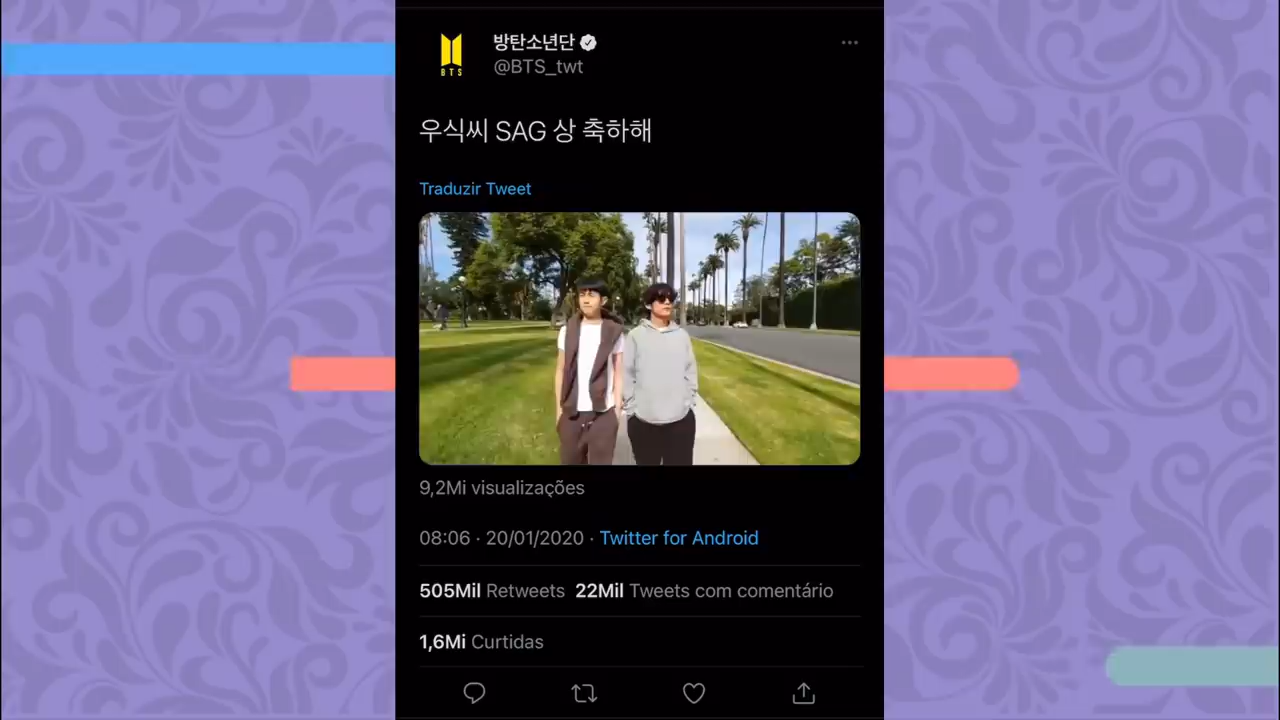 방탄소년단
BTS
@BTS_twt
우식씨 SAG 상 축하해
Traduzir Tweet
9,2Mi visualizações
08:06 · 20/01/2020 · Twitter for Android
505Mil Retweets 22Mil Tweets com comentário
1,6Mi Curtidas